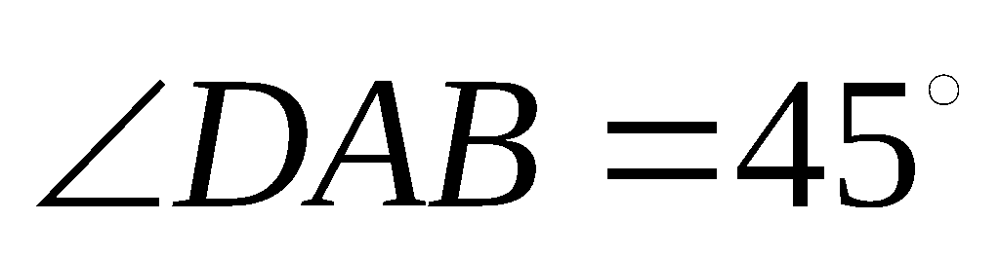 ∠DAB = 45°